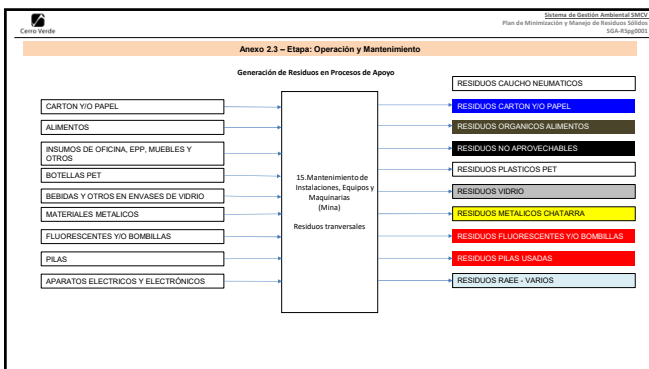 Cerro Verde
Sistema de Gestión Ambiental SMCV
Plan de Minimización y Manejo de Residuos Sólidos
SGA-RSpg0001
Anexo 2.3 – Etapa: Operación y Mantenimiento
Generación de Residuos en Procesos de Apoyo
CARTON Y/O PAPEL
ALIMENTOS
INSUMOS DE OFICINA, EPP, MUEBLES Y
OTROS
BOTELLAS PET
BEBIDAS Y OTROS EN ENVASES DE VIDRIO
MATERIALES METALICOS
FLUORESCENTES Y/O BOMBILLAS
PILAS
APARATOS ELECTRICOS Y ELECTRÓNICOS
15.Mantenimiento de
Instalaciones, Equipos y
Maquinarias
(Mina)
Residuos tranversales
RESIDUOS CAUCHO NEUMATICOS
RESIDUOS CARTON Y/O PAPEL
RESIDUOS ORGANICOS ALIMENTOS
RESIDUOS NO APROVECHABLES
RESIDUOS PLASTICOS PET
RESIDUOS VIDRIO
RESIDUOS METALICOS CHATARRA
RESIDUOS FLUORESCENTES Y/O BOMBILLAS
RESIDUOS PILAS USADAS
RESIDUOS RAEE - VARIOS